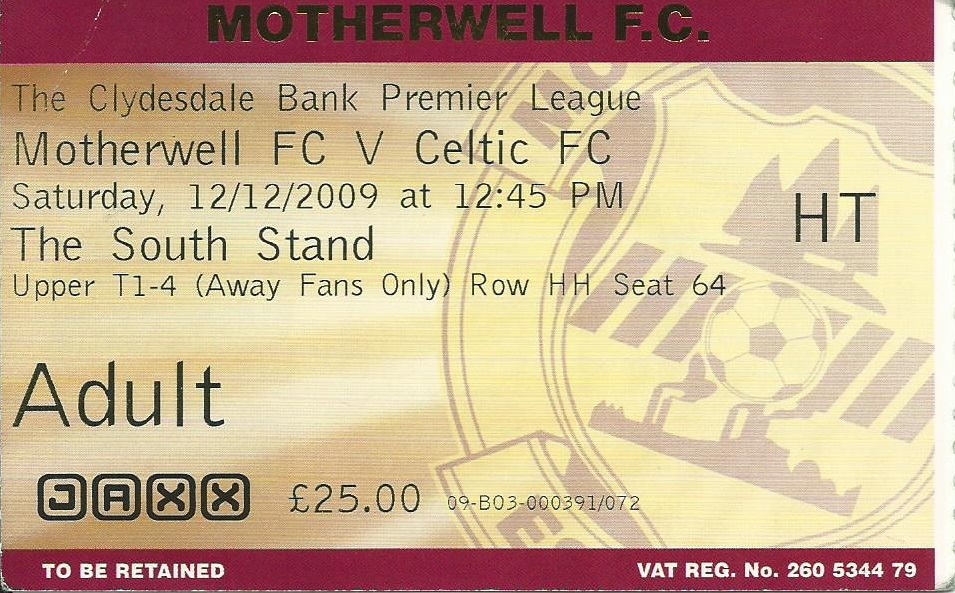 MOTHERWELL F.C.
The Clydesdale Bank Premier League
Motherwell FC V Celtic FC
Saturday, 12/12/2009 at 12:45 PM
HT
The South Stand
Upper T1-4 (Away Fans Only) Row HH Seat 64
Adult
JAXX £25.00 09-B03-000391/072
TO BE RETAINED VAT REG. No. 260 5344 79